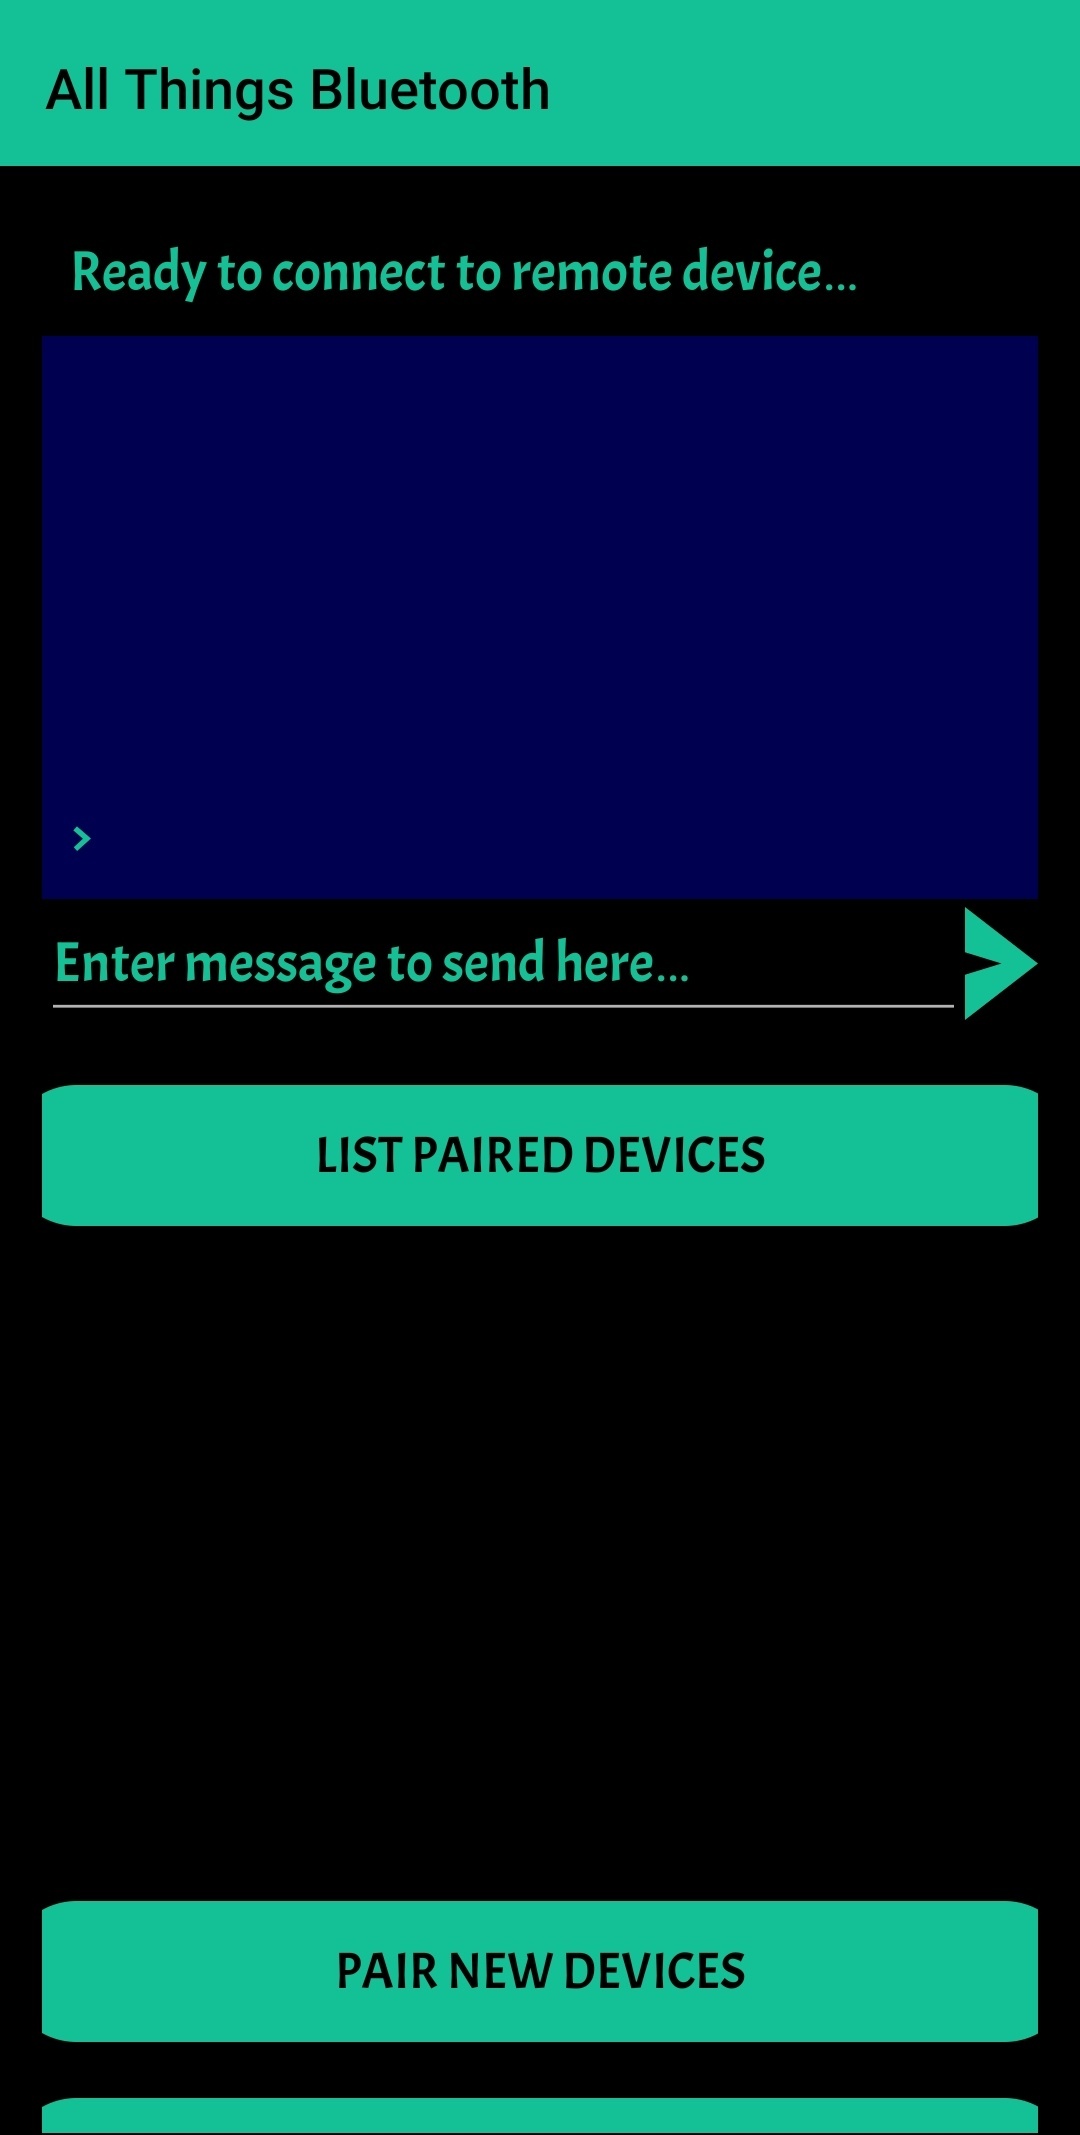 All Things Bluetooth
Ready to connect to remote device...
>
Enter message to send here...
LIST PAIRED DEVICES
PAIR NEW DEVICES